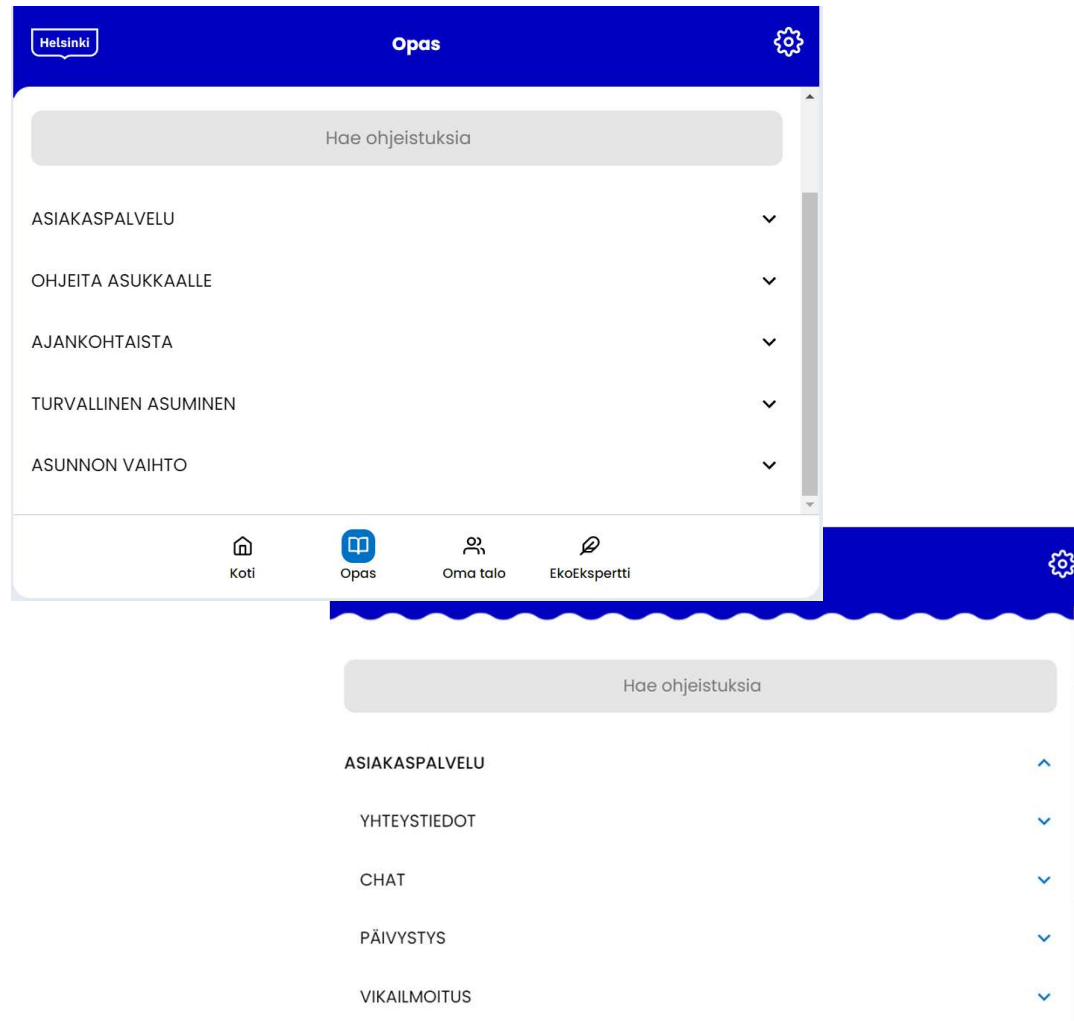 Helsinki
Opas
Hae ohjeistuksia
ASIAKASPALVELU
OHJEITA ASUKKAALLE
AJANKOHTAISTA
TURVALLINEN ASUMINEN
ASUNNON VAIHTO
Koti
Opas
Oma talo
EkoEkspertti
Hae ohjeistuksia
ASIAKASPALVELU
YHTEYSTIEDOT
CHAT
PÄIVYSTYS
VIKAILMOITUS